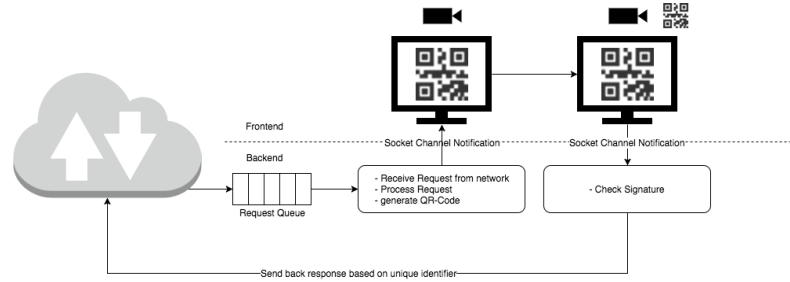 Frontend
Socket Channel Notification
Socket Channel Notification
Backend
- Receive Request from network
- Process Request
- generate QR-Code
- Check Signature
Request Queue
Send back response based on unique identifier